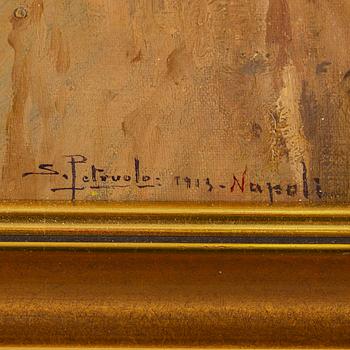 S. Petruolo. 1913. Napoli